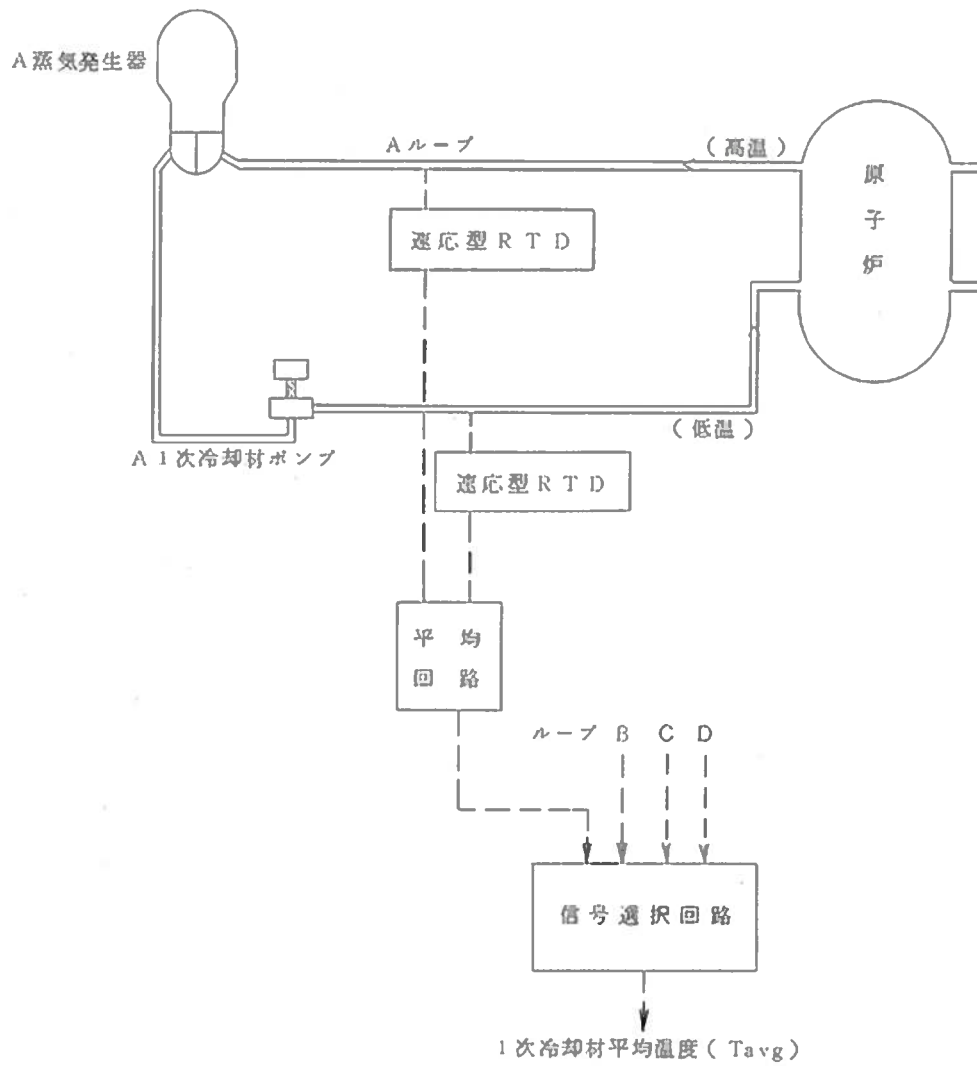 A蒸気発生器
Aループ
(高温)
原子炉
速応型RTD
A1次冷却材ポンプ
(低温)
速応型RTD
平均
回路
ループ B C D
信号選択回路
1次冷却材平均温度(Tavg)